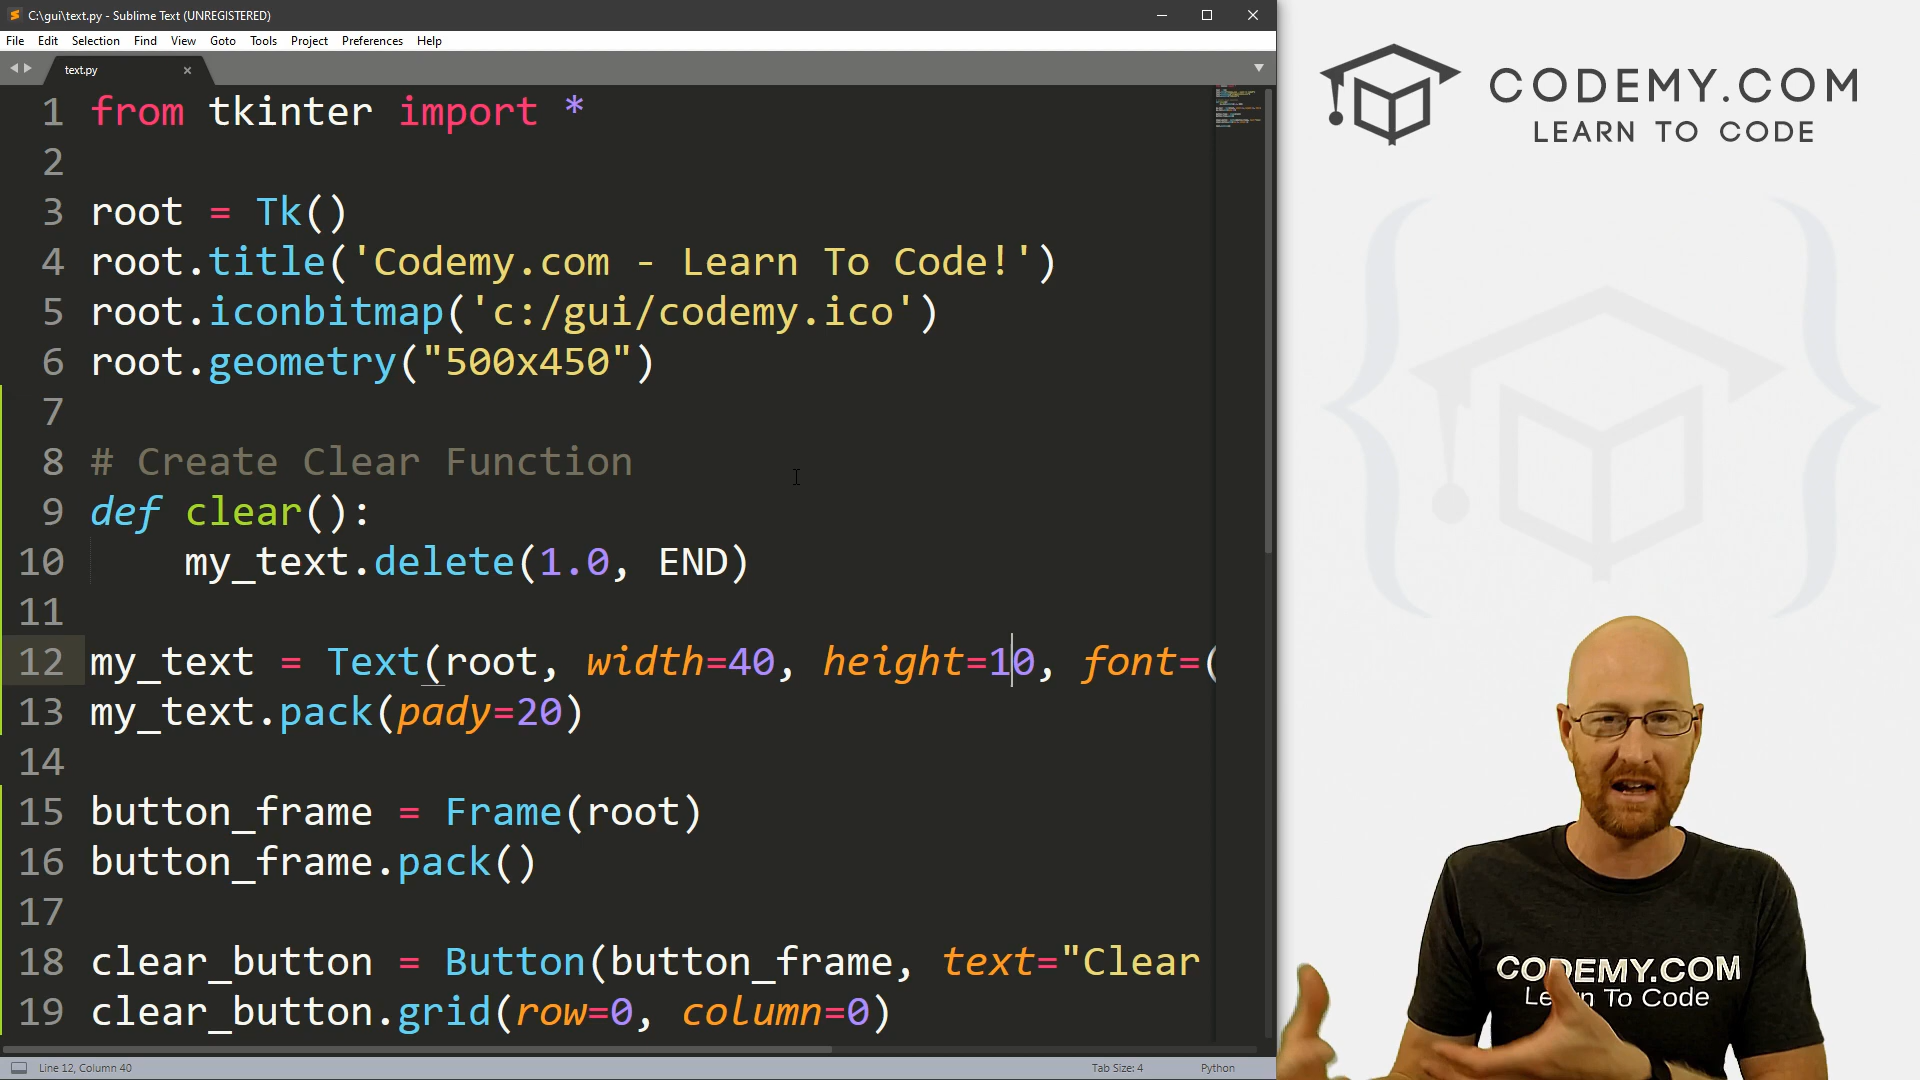 C:\gui\text.py - Sublime Text (UNREGISTERED)
File Edit Selection Find View Goto Tools Project Preferences Help
text.py
1 from tkinter import *
2
3 root = Tk()
4 root.title('Codemy.com - Learn To Code!')
5 root.iconbitmap('c:/gui/codemy.ico')
6 root.geometry("500x450")
7
8 # Create Clear Function
9 def clear():
10 my_text.delete(1.0, END)
11
12 my_text = Text(root, width=40, height=10, font=(
13 my_text.pack(pady=20)
14
15 button_frame = Frame(root)
16 button_frame.pack()
17
18 clear_button = Button(button_frame, text="Clear
19 clear_button.grid(row=0, column=0)
Line 12, Column 40
Tab Size: 4
Python
CODEMY.COM
LEARN TO CODE
CODEMY.COM
Learn To Code